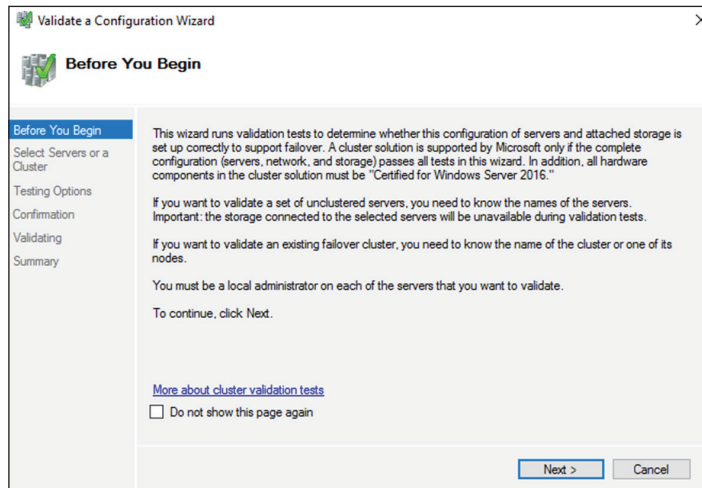 Validate a Configuration Wizard
Before You Begin
Before You Begin
Select Servers or a
Cluster
Testing Options
Confirmation
Validating
Summary
This wizard runs validation tests to determine whether this configuration of servers and attached storage is
set up correctly to support failover. A cluster solution is supported by Microsoft only if the complete
configuration (servers, network, and storage) passes all tests in this wizard. In addition, all hardware
components in the cluster solution must be "Certified for Windows Server 2016."
If you want to validate a set of unclustered servers, you need to know the names of the servers.
Important: the storage connected to the selected servers will be unavailable during validation tests.
If you want to validate an existing failover cluster, you need to know the name of the cluster or one of its
nodes.
You must be a local administrator on each of the servers that you want to validate.
To continue, click Next.
More about cluster validation tests
Do not show this page again
Next >
Cancel